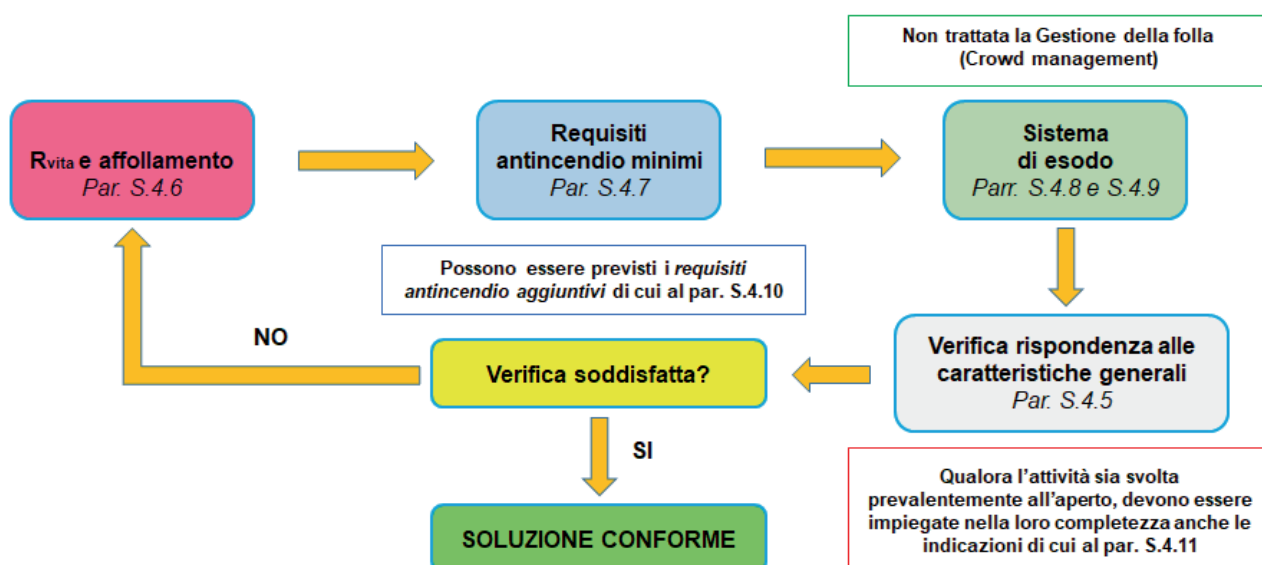 Non trattata la Gestione della folla
(Crowd management)
Rvita e affollamento
Par. S.4.6
Requisiti
antincendio minimi
Par. S.4.7
Sistema
di esodo
Parr. S.4.8 e S.4.9
Possono essere previsti i requisiti
antincendio aggiuntivi di cui al par. S.4.10
Verifica rispondenza alle
caratteristiche generali
Par. S.4.5
Verifica soddisfatta?
NO
SI
SOLUZIONE CONFORME
Qualora l'attività sia svolta
prevalentemente all'aperto, devono essere
impiegate nella loro completezza anche le
indicazioni di cui al par. S.4.11